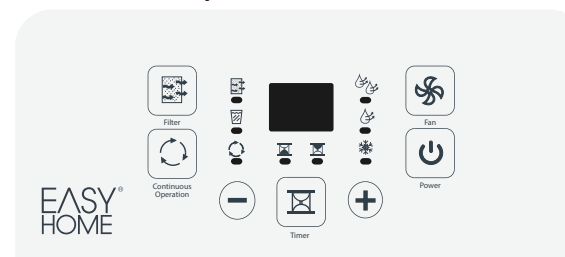 Filter
Fan
Continuous
Operation
Power
EASY®
HOME
Timer